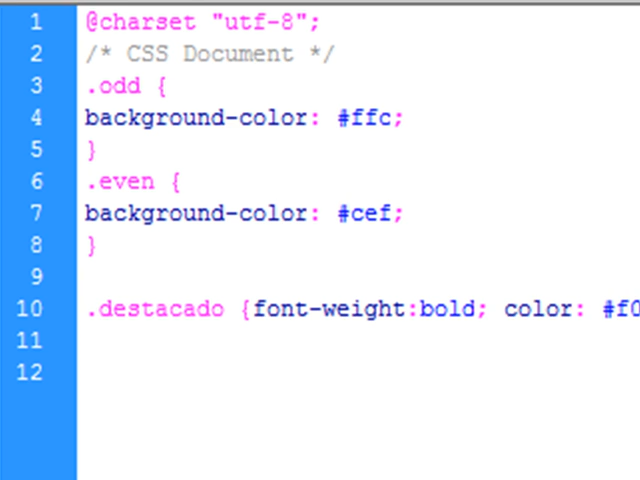 1 @charset "utf-8";
2 /* CSS Document */
3 .odd {
4 background-color: #ffc;
5 }
6 .even {
7 background-color: #cef;
8 }
9
10 .destacado {font-weight:bold; color: #f0
11
12